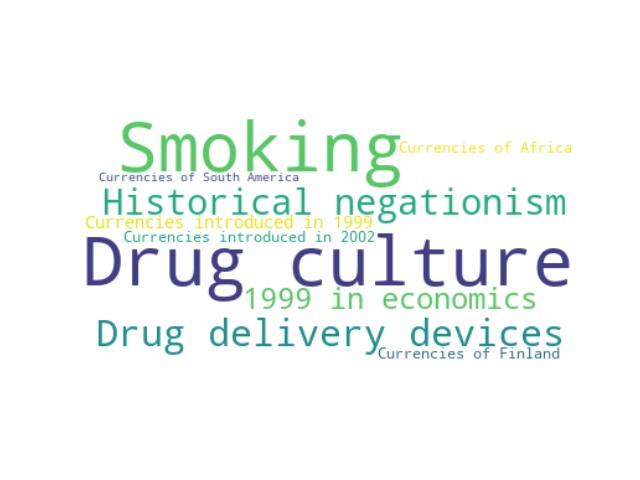 Smoking
Currencies of Africa
Currencies of South America
Historical negationism
Currencies introduced in 1999
Currencies introduced in 2002
Drug culture
1999 in economics
Drug delivery devices
Currencies of Finland